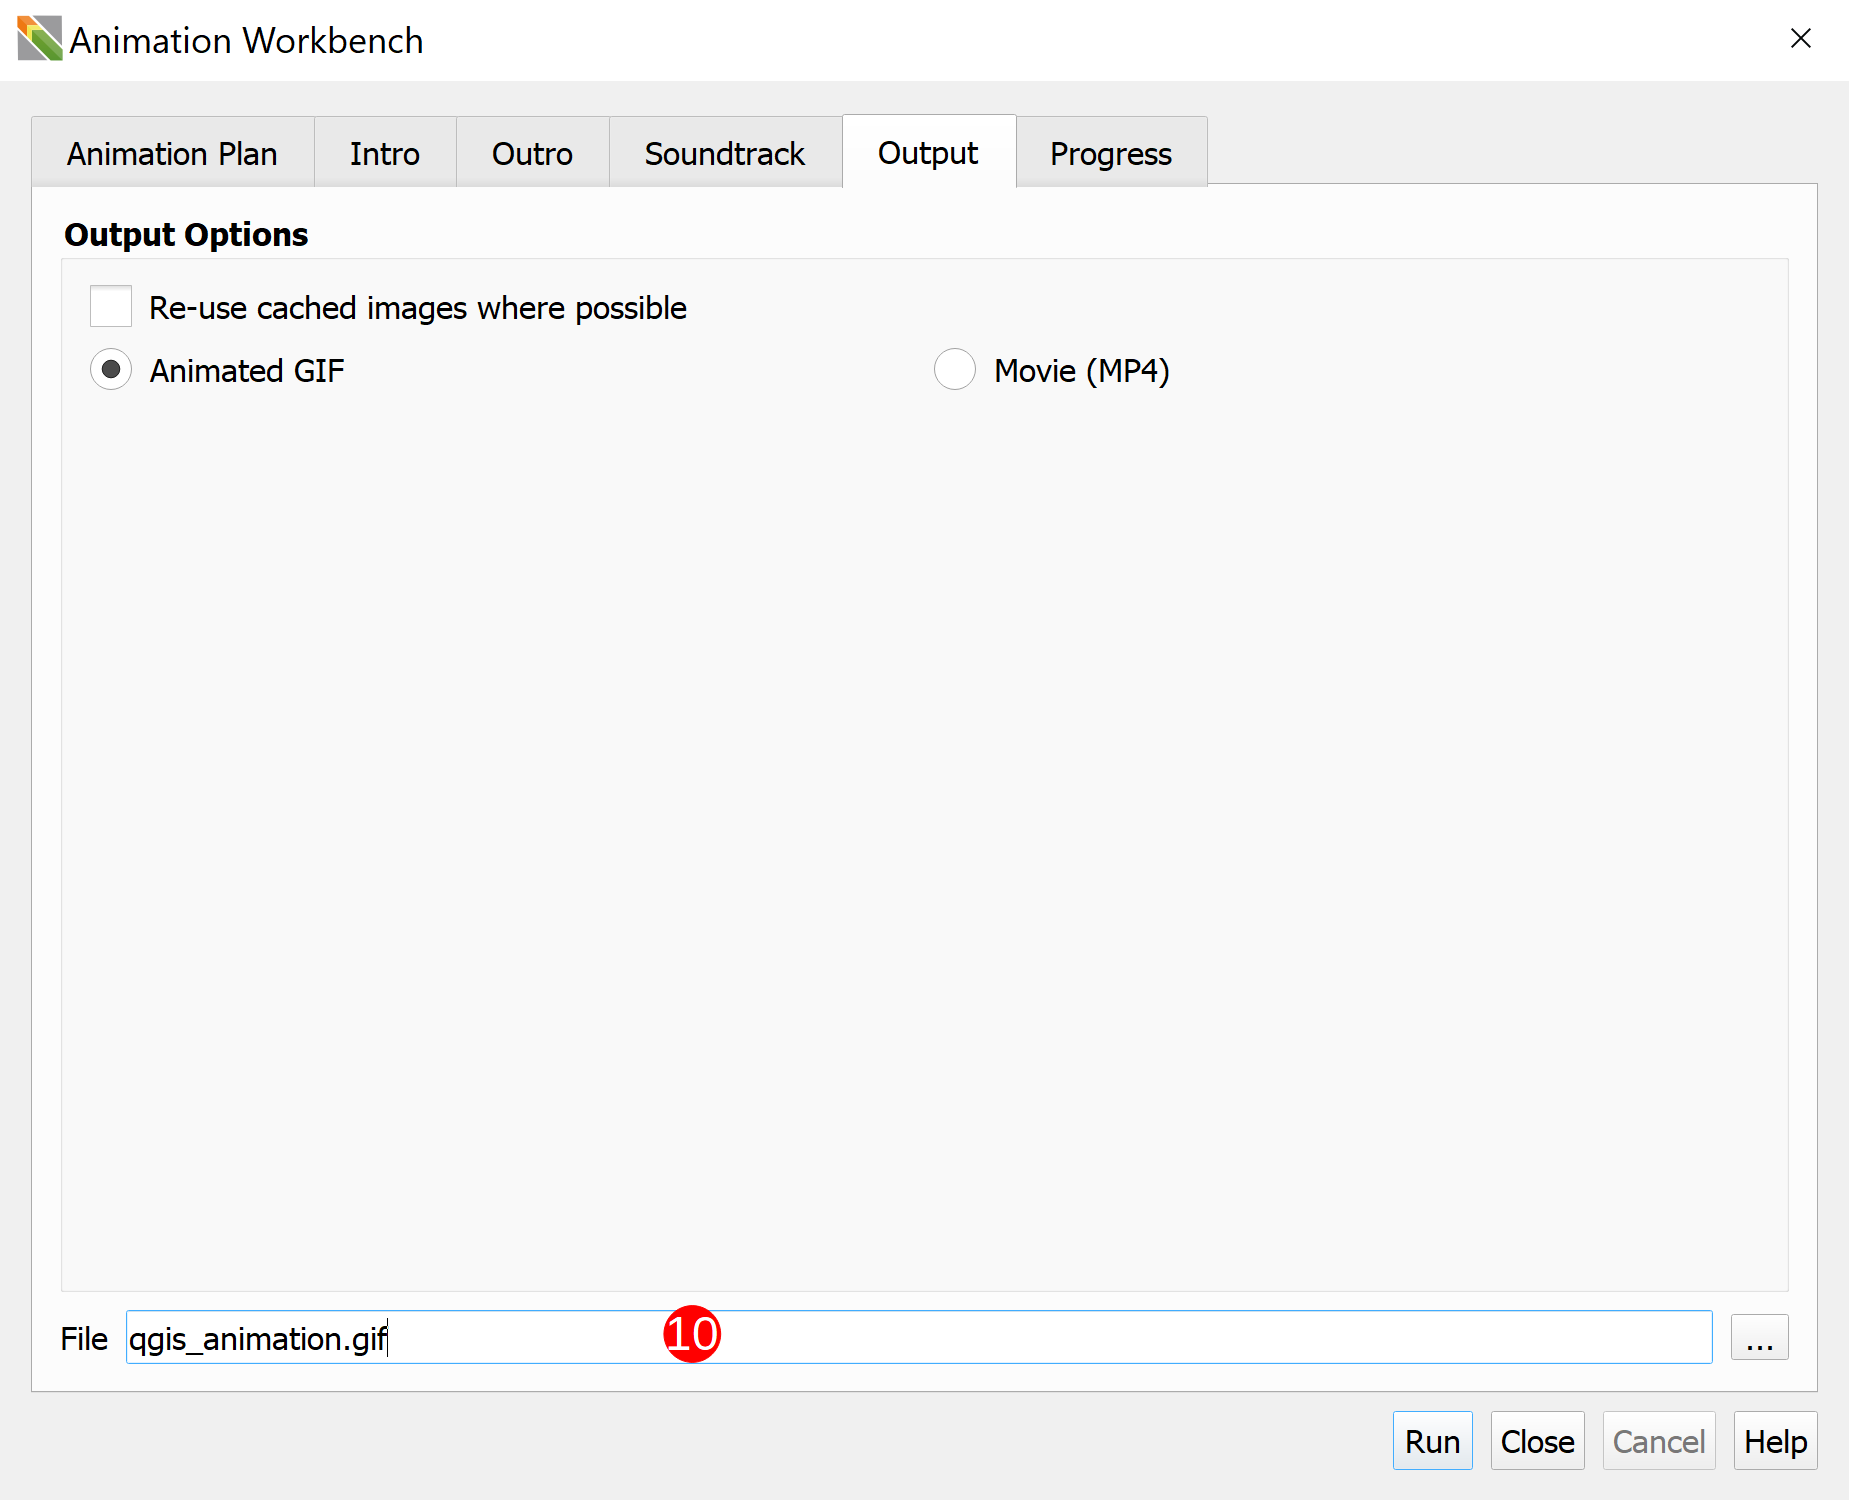 Animation Workbench
Animation Plan Intro Outro Soundtrack Output Progress
Output Options
Re-use cached images where possible
Animated GIF Movie (MP4)
File qgis_animation.gif 10 ...
Run Close Cancel Help